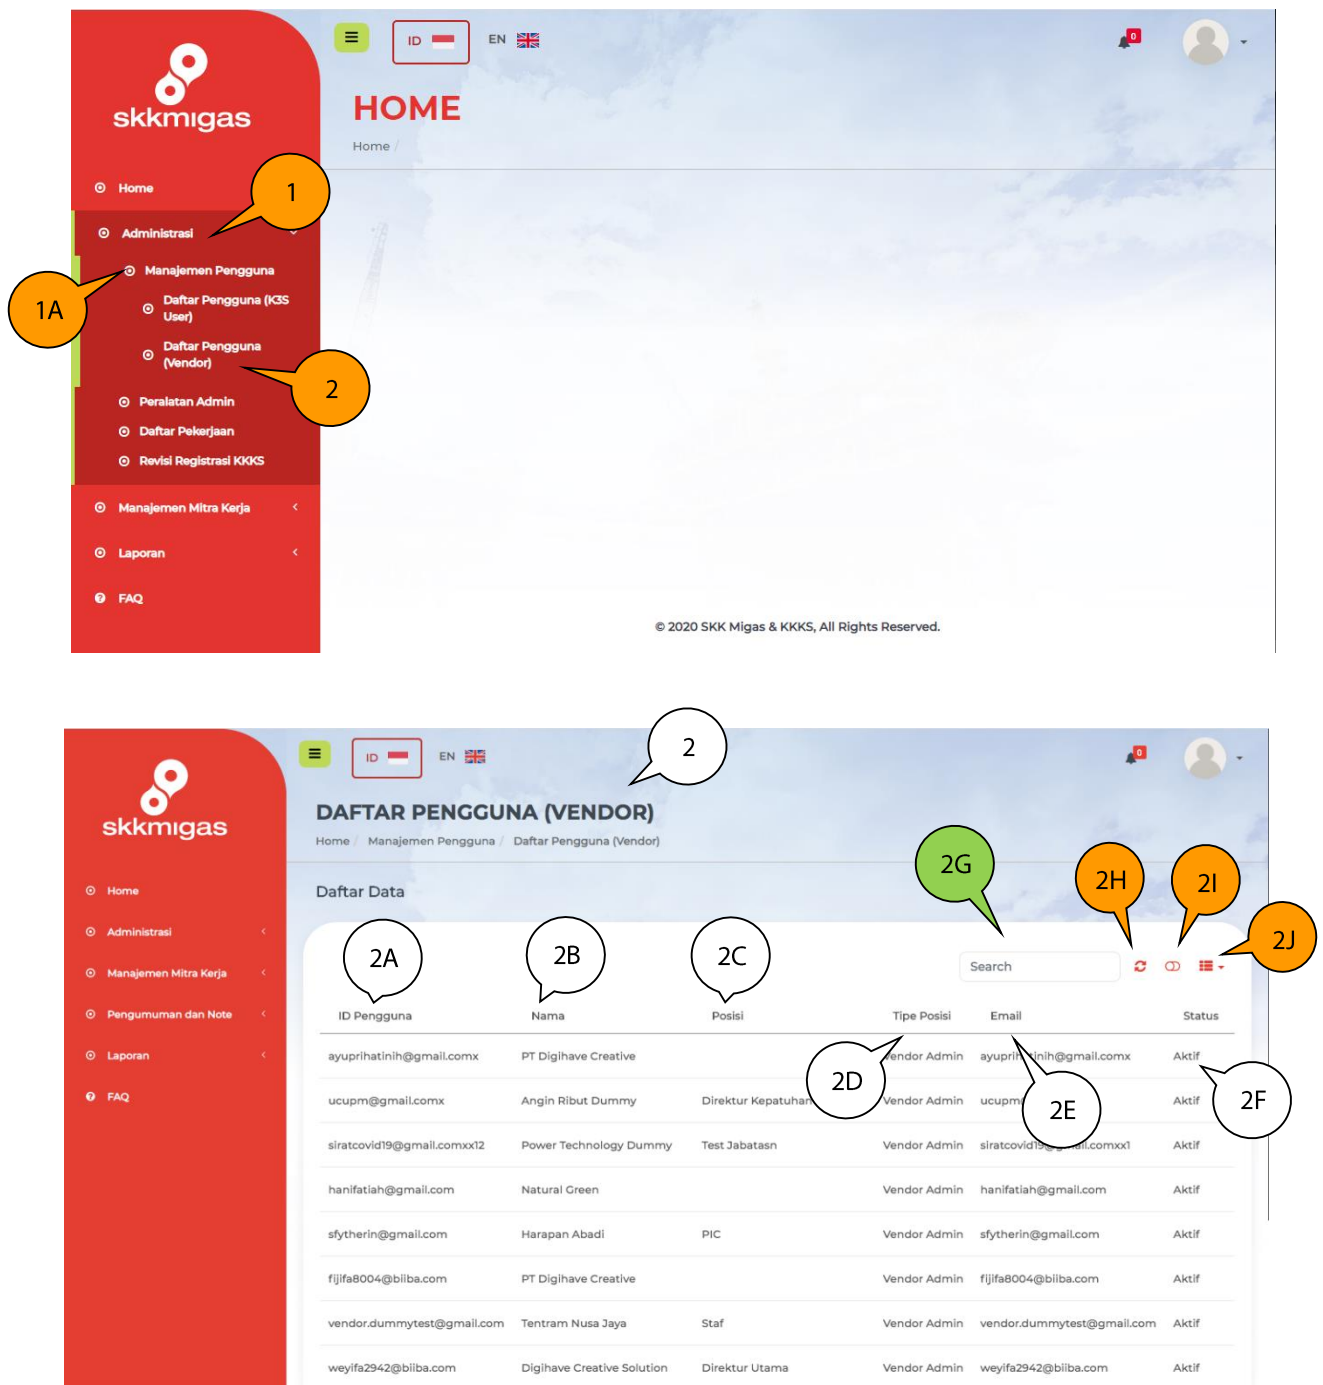 skkmigas
ID
EN
0
HOME
Home /
Home
1
Administrasi
Manajemen Pengguna
1A
Daftar Pengguna (K3S
User)
Daftar Pengguna
(Vendor)
2
Peralatan Admin
Daftar Pekerjaan
Revisi Registrasi KKKS
Manajemen Mitra Kerja
Laporan
FAQ
© 2020 SKK Migas & KKKS, All Rights Reserved.
skkmigas
ID
EN
2
0
DAFTAR PENGGUNA (VENDOR)
Home / Manajemen Pengguna / Daftar Pengguna (Vendor)
Home
Administrasi
Manajemen Mitra Kerja
Pengumuman dan Note
Laporan
FAQ
Daftar Data
2G
2H
2I
2J
2A
2B
2C
Search
ID Pengguna Nama Posisi Tipe Posisi Email Status
ayuprihatinih@gmail.comx PT Digihave Creative Vendor Admin ayuprihatinih@gmail.comx Aktif
2D
2E
2F
ucupm@gmail.comx Angin Ribut Dummy Direktur Kepatuhan Vendor Admin Aktif
siratcovid19@gmail.comxx12 Power Technology Dummy Test Jabatasn Vendor Admin siratcovid19@gmail.comxx1 Aktif
hanifatiah@gmail.com Natural Green Vendor Admin hanifatiah@gmail.com Aktif
sfytherin@gmail.com Harapan Abadi PIC Vendor Admin sfytherin@gmail.com Aktif
fijifa8004@biiba.com PT Digihave Creative Vendor Admin fijifa8004@biiba.com Aktif
vendor.dummytest@gmail.com Tentram Nusa Jaya Staf Vendor Admin vendor.dummytest@gmail.com Aktif
weyifa2942@biiba.com Digihave Creative Solution Direktur Utama Vendor Admin weyifa2942@biiba.com Aktif